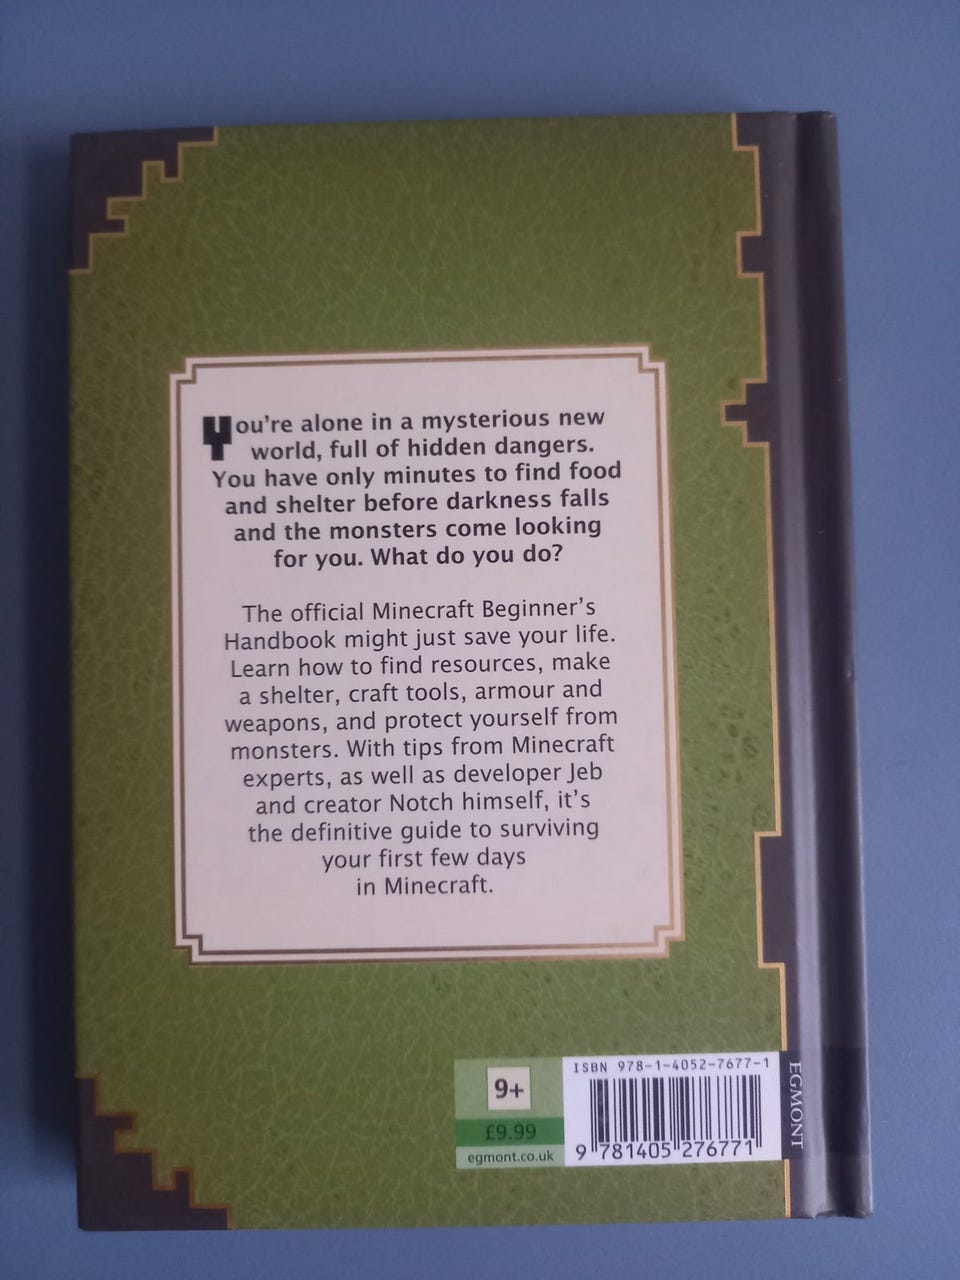 You're alone in a mysterious new
world, full of hidden dangers.
You have only minutes to find food
and shelter before darkness falls
and the monsters come looking
for you. What do you do?
The official Minecraft Beginner's
Handbook might just save your life.
Learn how to find resources, make
a shelter, craft tools, armour and
weapons, and protect yourself from
monsters. With tips from Minecraft
experts, as well as developer Jeb
and creator Notch himself, it's
the definitive guide to surviving
your first few days
in Minecraft.
9+
£9.99
egmont.co.uk
ISBN 978-1-4052-7677-1
9 781405 276771
EGMONT